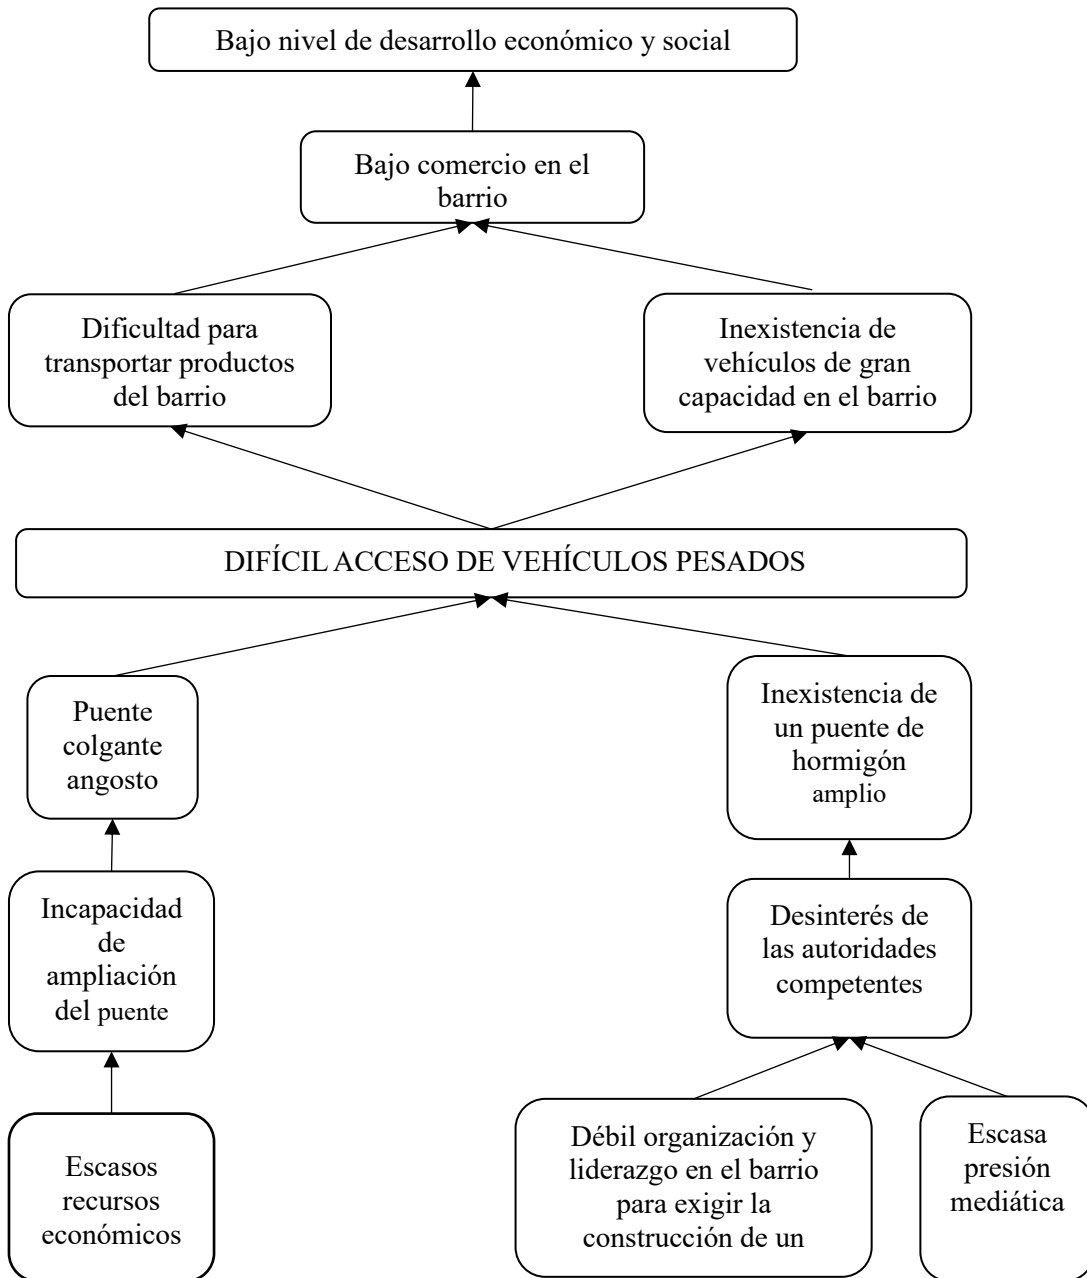 Bajo nivel de desarrollo económico y social
Bajo comercio en el
barrio
Dificultad para
transportar productos
del barrio
Inexistencia de
vehículos de gran
capacidad en el barrio
DIFÍCIL ACCESO DE VEHÍCULOS PESADOS
Puente
colgante
angosto
Inexistencia de
un puente de
hormigón
amplio
Incapacidad
de
ampliación
del puente
Desinterés de
las autoridades
competentes
Escasos
recursos
económicos
Débil organización y
liderazgo en el barrio
para exigir la
construcción de un
Escasa
presión
mediática